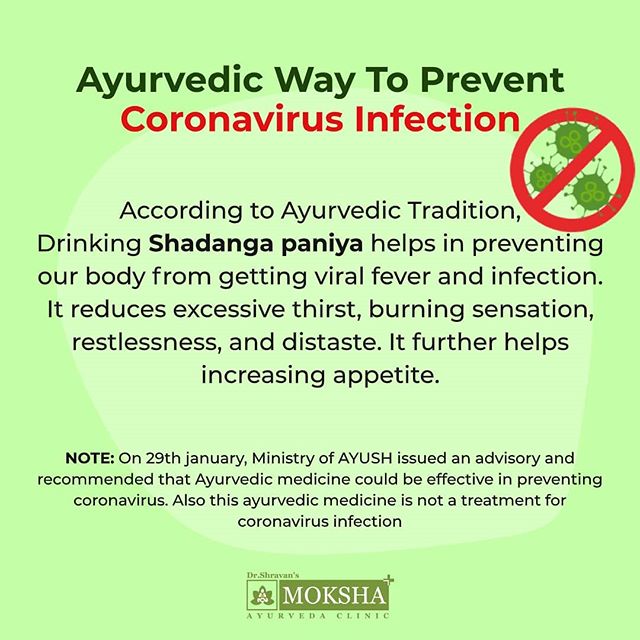 Ayurvedic Way To Prevent
Coronavirus Infection
According to Ayurvedic Tradition,
Drinking Shadanga paniya helps in preventing
our body from getting viral fever and infection.
It reduces excessive thirst, burning sensation,
restlessness, and distaste. It further helps
increasing appetite.
NOTE: On 29th january, Ministry of AYUSH issued an advisory and
recommended that Ayurvedic medicine could be effective in preventing
coronavirus. Also this ayurvedic medicine is not a treatment for
coronavirus infection
Dr.Shravan's
MOKSHA
AYURVEDA CLINIC